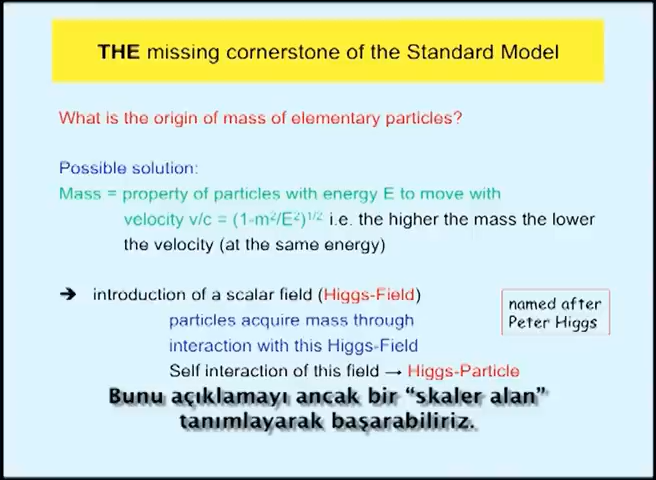 THE missing cornerstone of the Standard Model
What is the origin of mass of elementary particles?
Possible solution:
Mass = property of particles with energy E to move with
velocity v/c = (1-m²/E²)¹/² i.e. the higher the mass the lower
the velocity (at the same energy)
➔ introduction of a scalar field (Higgs-Field)
particles acquire mass through
interaction with this Higgs-Field
Self interaction of this field → Higgs-Particle
named after
Peter Higgs
Bunu açıklamayı ancak bir “skaler alan”
tanımlayarak başarabiliriz.